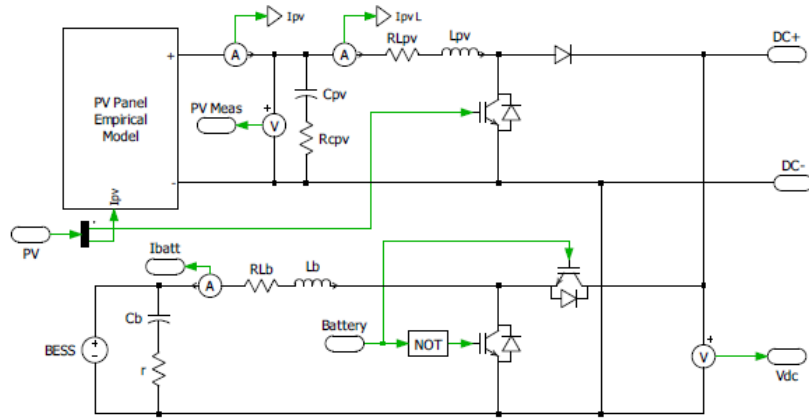 Ipv
Ipv L
A
A
RLpv
Lpv
DC+
+
PV Panel
Empirical
Model
PV Meas
+
V
Cpv
Rcpv
-
DC-
Ipv
PV
Ibatt
A
RLb
Lb
Cb
BESS
+
-
r
Battery
NOT
+
V
Vdc